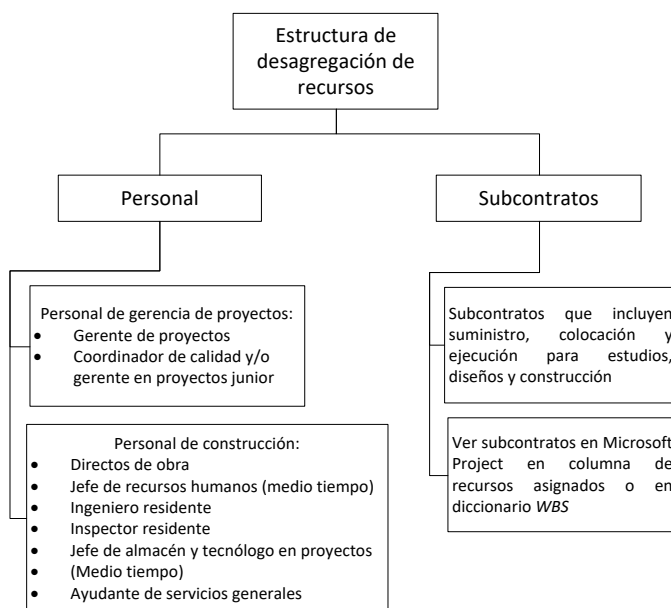 Estructura de
desagregación de
recursos
Personal
Subcontratos
Personal de gerencia de proyectos:
• Gerente de proyectos
• Coordinador de calidad y/o
gerente en proyectos junior
Subcontratos que incluyen
suministro, colocación y
ejecución para estudios,
diseños y construcción
Personal de construcción:
• Directos de obra
• Jefe de recursos humanos (medio tiempo)
• Ingeniero residente
• Inspector residente
• Jefe de almacén y tecnólogo en proyectos
• (Medio tiempo)
• Ayudante de servicios generales
Ver subcontratos en Microsoft
Project en columna de
recursos asignados o en
diccionario WBS